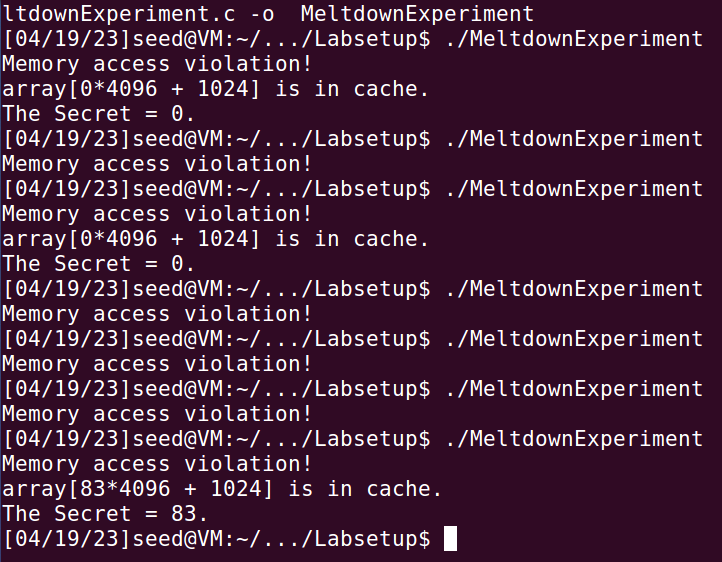 ltdownExperiment.c -o  MeltdownExperiment
[04/19/23]seed@VM:~/.../Labsetup$ ./MeltdownExperiment
Memory access violation!
array[0*4096 + 1024] is in cache.
The Secret = 0.
[04/19/23]seed@VM:~/.../Labsetup$ ./MeltdownExperiment
Memory access violation!
[04/19/23]seed@VM:~/.../Labsetup$ ./MeltdownExperiment
Memory access violation!
array[0*4096 + 1024] is in cache.
The Secret = 0.
[04/19/23]seed@VM:~/.../Labsetup$ ./MeltdownExperiment
Memory access violation!
[04/19/23]seed@VM:~/.../Labsetup$ ./MeltdownExperiment
Memory access violation!
[04/19/23]seed@VM:~/.../Labsetup$ ./MeltdownExperiment
Memory access violation!
[04/19/23]seed@VM:~/.../Labsetup$ ./MeltdownExperiment
Memory access violation!
array[83*4096 + 1024] is in cache.
The Secret = 83.
[04/19/23]seed@VM:~/.../Labsetup$